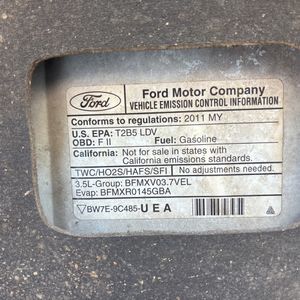 Ford
Ford Motor Company
VEHICLE EMISSION CONTROL INFORMATION
Conforms to regulations: 2011 MY
U.S. EPA: T2B5 LDV
OBD: F II Fuel: Gasoline
California: Not for sale in states with
California emissions standards.
TWC/HO2S/HAFS/SFI No adjustments needed.
3.5L-Group: BFMXV03.7VEL
Evap: BFMXR0145GBA
BW7E-9C485-U E A